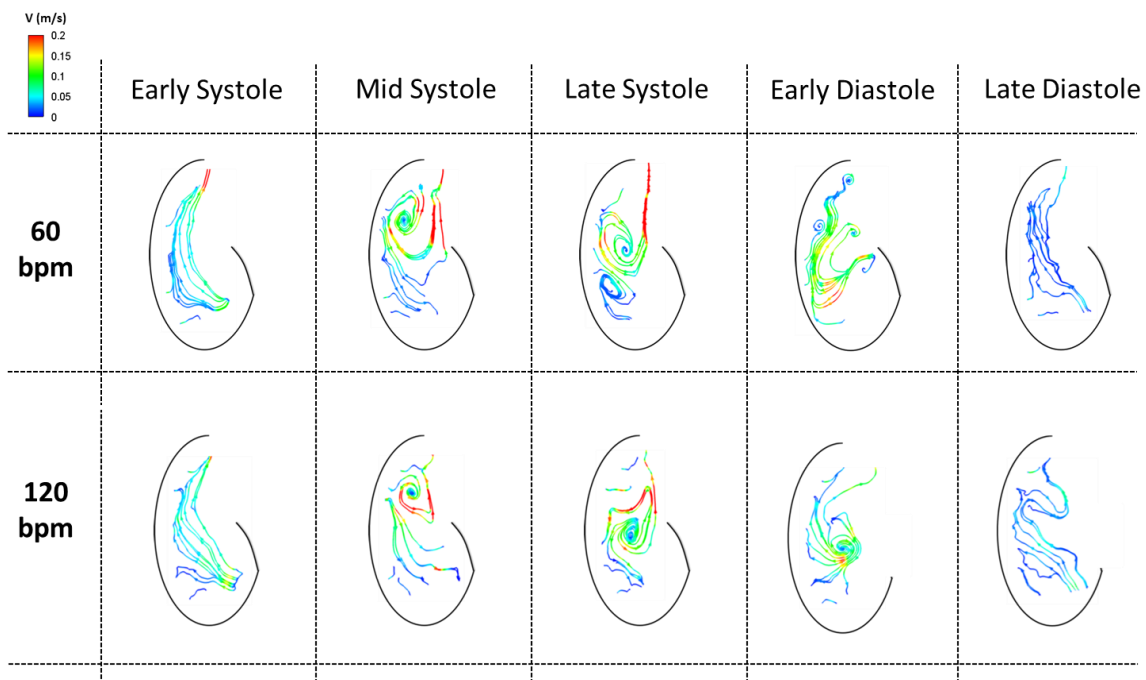 V (m/s)
0.2
0.15
0.1
0.05
0
Early Systole
Mid Systole
Late Systole
Early Diastole
Late Diastole
60
bpm
120
bpm